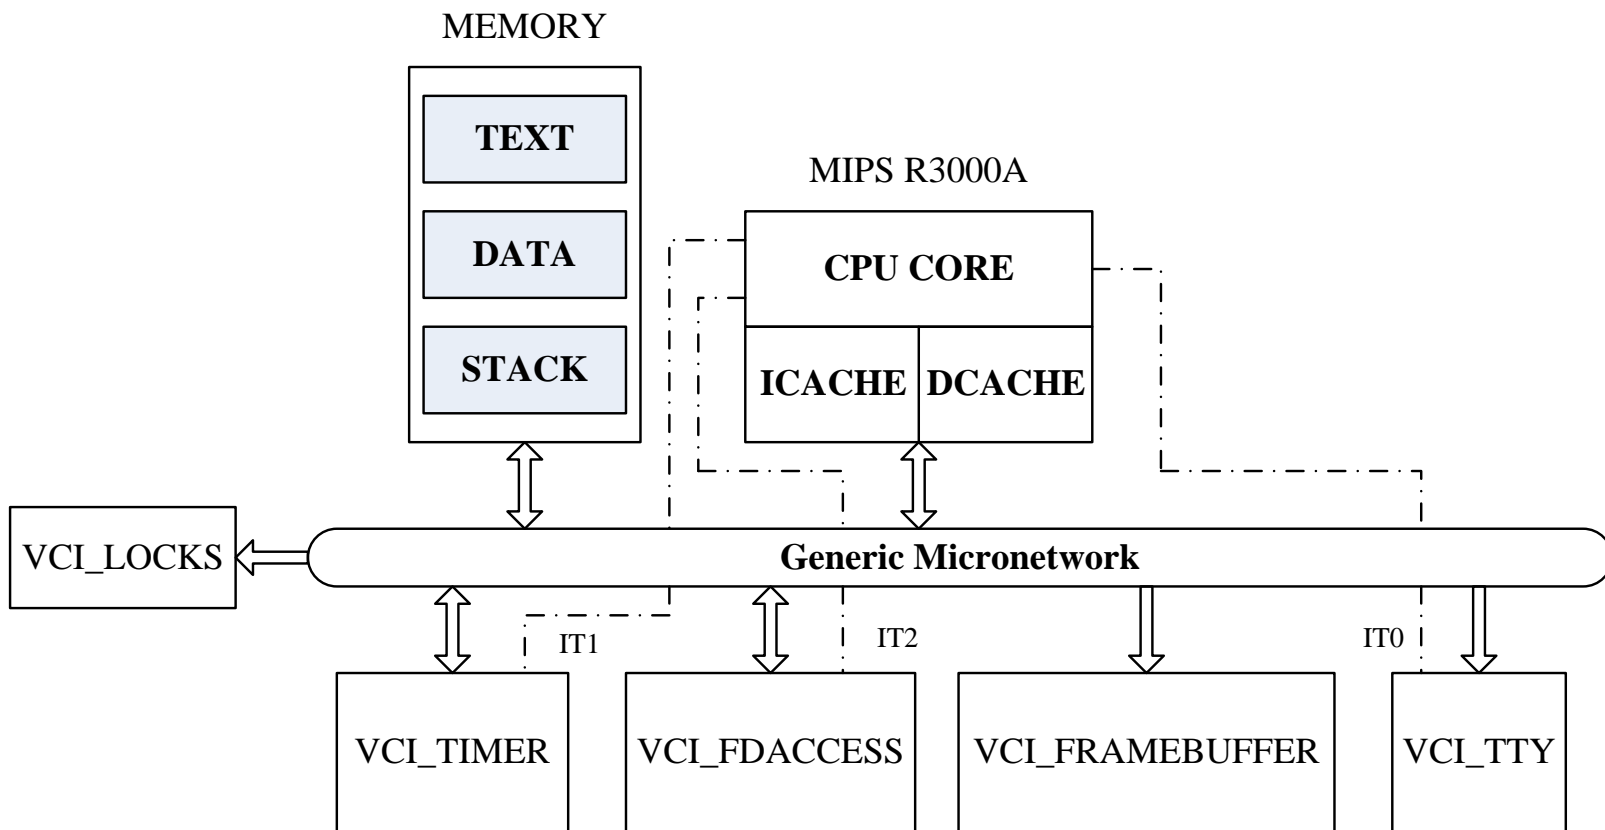 MEMORY
TEXT
DATA
STACK
MIPS R3000A
CPU CORE
ICACHE
DCACHE
VCI_LOCKS
Generic Micronetwork
IT1
IT2
IT0
VCI_TIMER
VCI_FDACCESS
VCI_FRAMEBUFFER
VCI_TTY